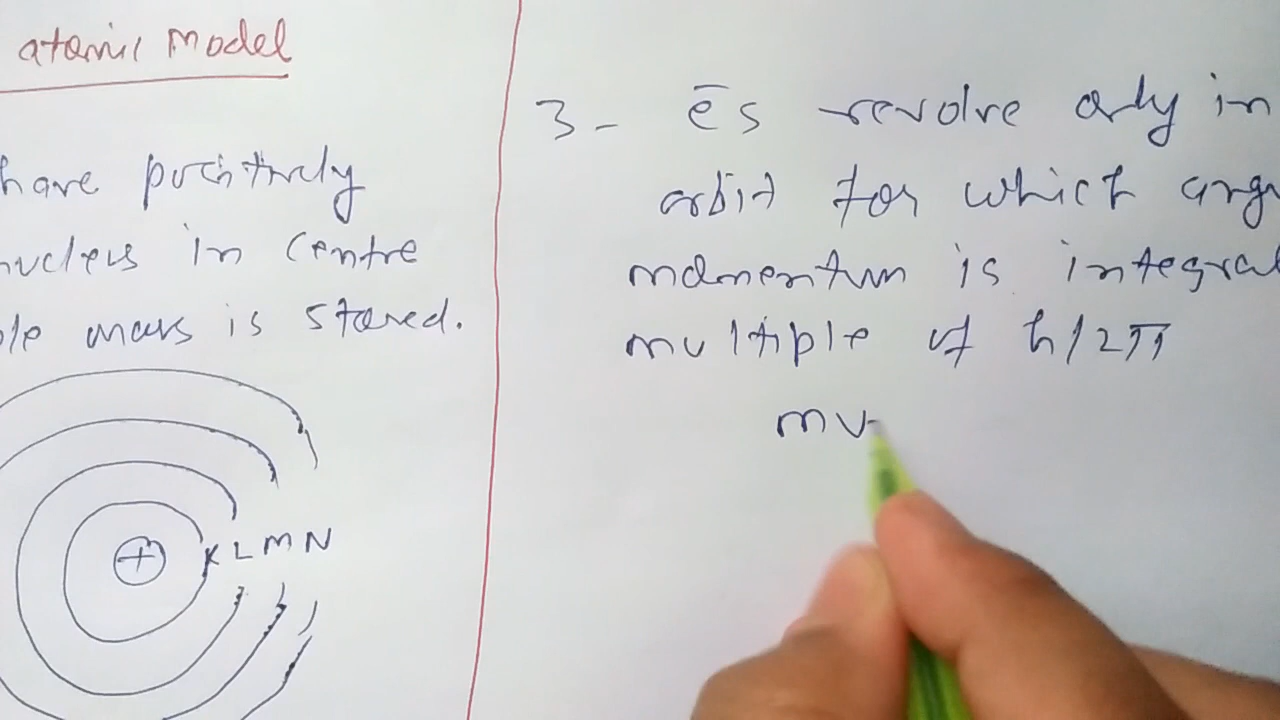 atomic Model
have positively
nucleus in centre
ole mass is stored.
K L M N
+
3- ēs revolve only in
orbit for which angu
momentum is integral
multiple of h/2π
mv